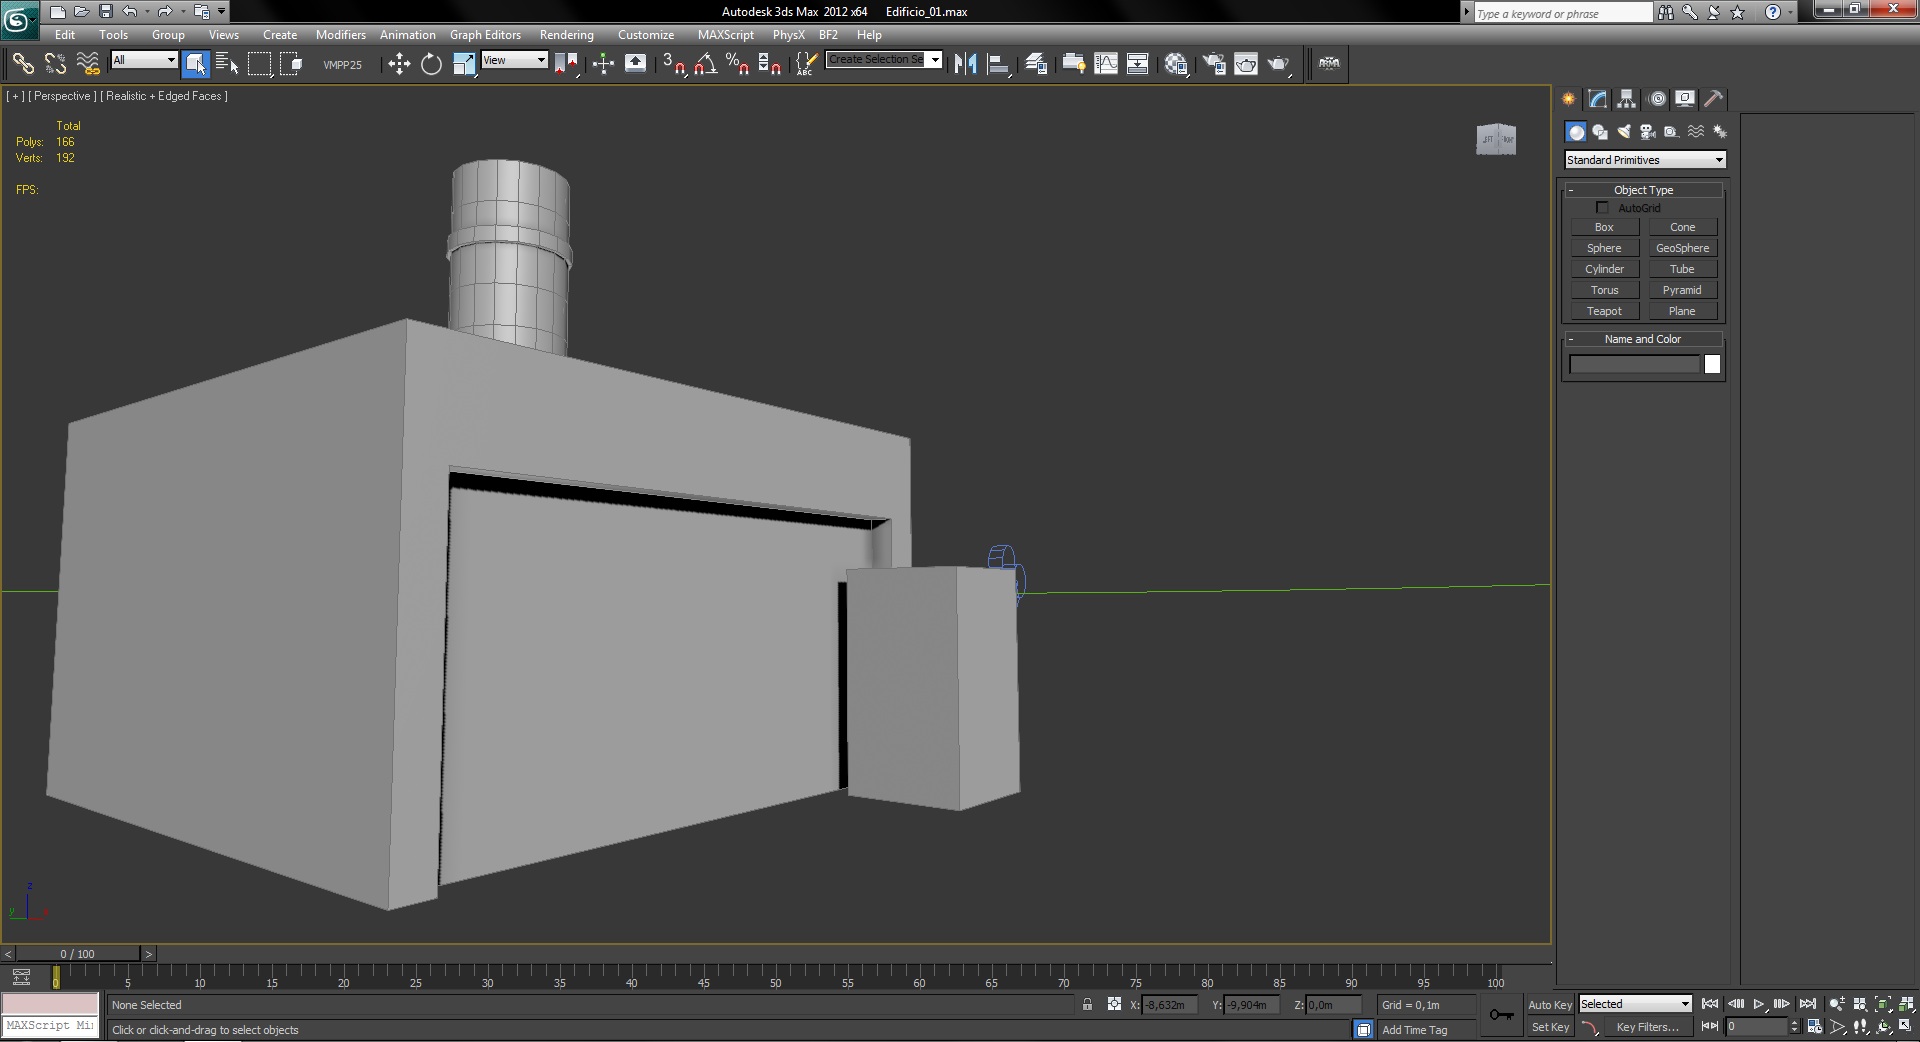 Autodesk 3ds Max 2012 x64 Edificio_01.max
Type a keyword or phrase
Edit Tools Group Views Create Modifiers Animation Graph Editors Rendering Customize MAXScript PhysX BF2 Help
All VMPP25 View 3 % ABC Create Selection Se
[ + ] [ Perspective ] [ Realistic + Edged Faces ]
Total
Polys: 166
Verts: 192
FPS:
Standard Primitives
- Object Type
AutoGrid
Box Cone
Sphere GeoSphere
Cylinder Tube
Torus Pyramid
Teapot Plane
- Name and Color
z
y x
< 0 / 100 >
0 5 10 15 20 25 30 35 40 45 50 55 60 65 70 75 80 85 90 95 100
None Selected X: -8,632m Y: -9,904m Z: 0,0m Grid = 0,1m Auto Key Selected
MAXScript Mi Click or click-and-drag to select objects Add Time Tag Set Key Key Filters... 0